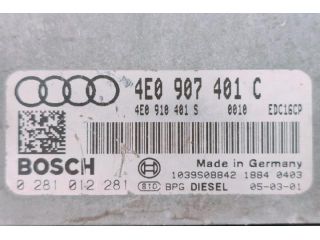 4E0 907 401 C
4E0 910 401 S 0010 EDC16CP
BOSCH
Made in Germany
1039S08842 1884 0403
0 281 012 281 BPG DIESEL 05-03-01